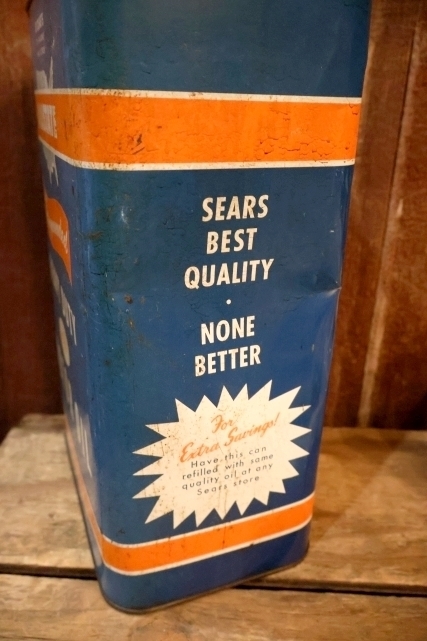 SEARS
BEST
QUALITY
•
NONE
BETTER
For
Extra Savings!
Have this can
refilled with same
quality oil at any
Sears store